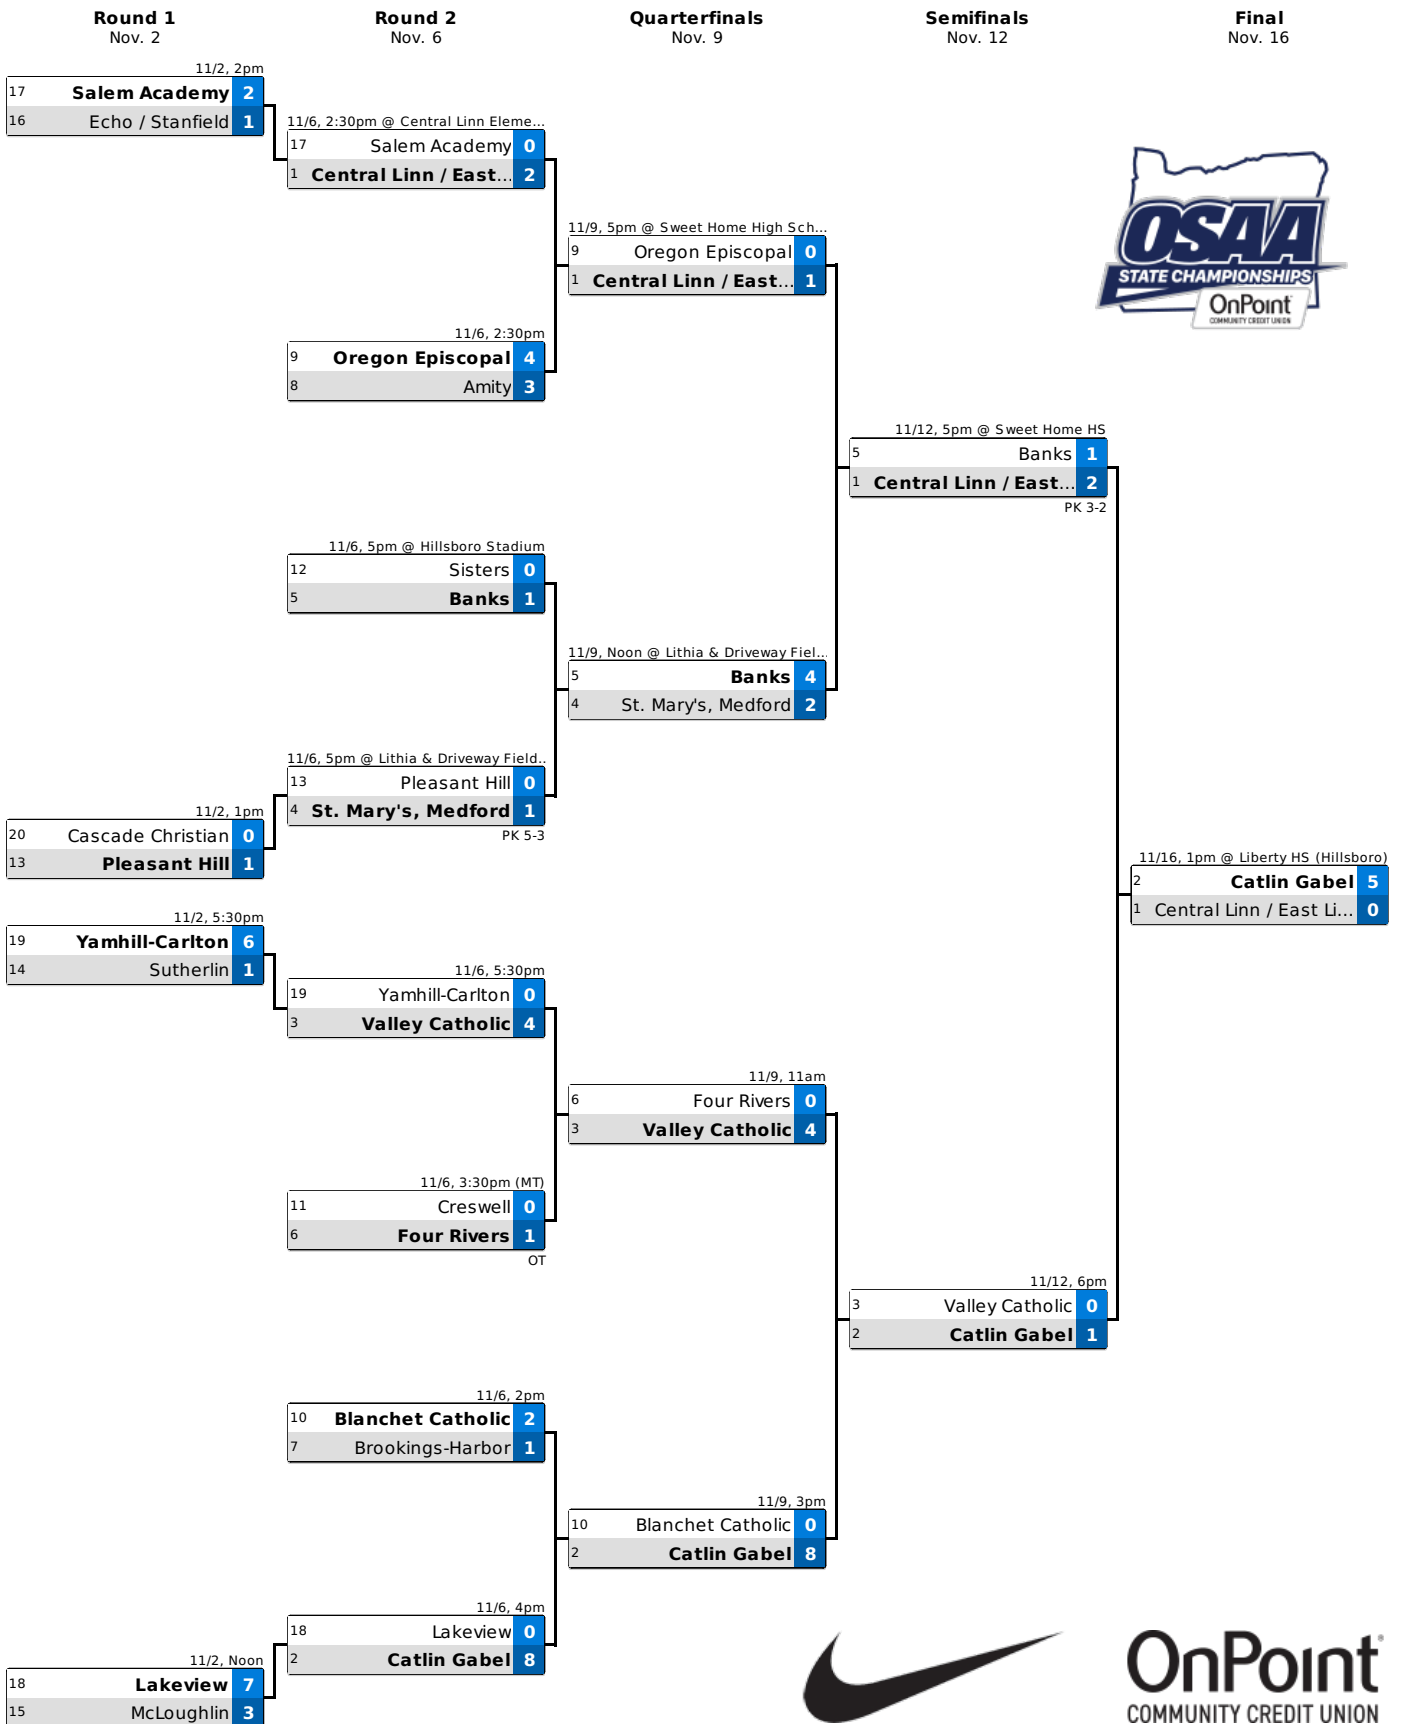 Round 1
Nov. 2
Round 2
Nov. 6
Quarterfinals
Nov. 9
Semifinals
Nov. 12
Final
Nov. 16
11/2, 2pm
17 Salem Academy 2
16 Echo / Stanfield 1
11/2, 1pm
20 Cascade Christian 0
13 Pleasant Hill 1
11/2, 5:30pm
19 Yamhill-Carlton 6
14 Sutherlin 1
11/2, Noon
18 Lakeview 7
15 McLoughlin 3
11/6, 2:30pm @ Central Linn Eleme...
17 Salem Academy 0
1 Central Linn / East... 2
11/6, 2:30pm
9 Oregon Episcopal 4
8 Amity 3
11/6, 5pm @ Hillsboro Stadium
12 Sisters 0
5 Banks 1
11/6, 5pm @ Lithia & Driveway Field..
13 Pleasant Hill 0
4 St. Mary's, Medford 1
PK 5-3
11/6, 5:30pm
19 Yamhill-Carlton 0
3 Valley Catholic 4
11/6, 3:30pm (MT)
11 Creswell 0
6 Four Rivers 1
OT
11/6, 2pm
10 Blanchet Catholic 2
7 Brookings-Harbor 1
11/6, 4pm
18 Lakeview 0
2 Catlin Gabel 8
11/9, 5pm @ Sweet Home High Sch...
9 Oregon Episcopal 0
1 Central Linn / East... 1
11/9, Noon @ Lithia & Driveway Fiel...
5 Banks 4
4 St. Mary's, Medford 2
11/9, 11am
6 Four Rivers 0
3 Valley Catholic 4
11/9, 3pm
10 Blanchet Catholic 0
2 Catlin Gabel 8
11/12, 5pm @ Sweet Home HS
5 Banks 1
1 Central Linn / East... 2
PK 3-2
11/12, 6pm
3 Valley Catholic 0
2 Catlin Gabel 1
11/16, 1pm @ Liberty HS (Hillsboro)
2 Catlin Gabel 5
1 Central Linn / East Li... 0
OSAA
STATE CHAMPIONSHIPS
OnPoint
COMMUNITY CREDIT UNION
OnPoint®
COMMUNITY CREDIT UNION